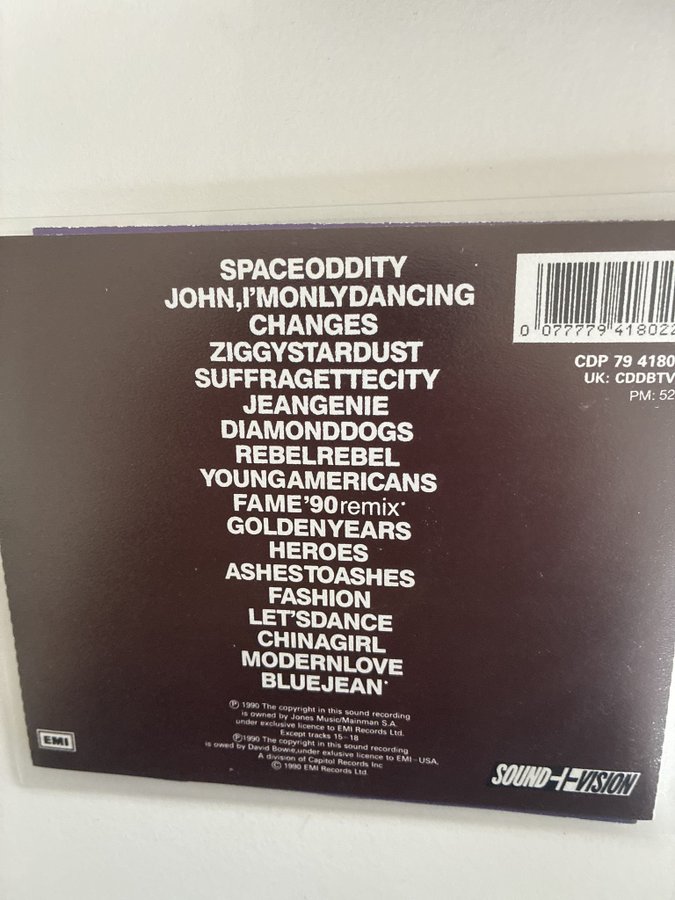 SPACEODDITY
JOHN,I'MONLYDANCING
CHANGES
ZIGGYSTARDUST
SUFFRAGETTECITY
JEANGENIE
DIAMONDDOGS
REBELREBEL
YOUNGAMERICANS
FAME'90remix*
GOLDENYEARS
HEROES
ASHESTOASHES
FASHION
LET'SDANCE
CHINAGIRL
MODERNLOVE
BLUEJEAN*
0 077779 418022
CDP 79 4180
UK: CDDBTV
PM: 52
℗ 1990 The copyright in this sound recording
is owned by Jones Music/Mainman S.A.
under exclusive licence to EMI Records Ltd.
Except tracks 15-18
℗1990 The copyright in this sound recording
is owed by David Bowie,under exlusive licence to EMI-USA,
A division of Capitol Records Inc
© 1990 EMI Records Ltd.
EMI
SOUND+VISION